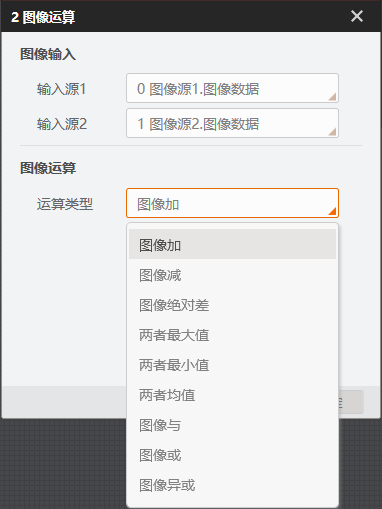 2 图像运算
图像输入
输入源1 0 图像源1.图像数据
输入源2 1 图像源2.图像数据
图像运算
运算类型 图像加
图像加
图像减
图像绝对差
两者最大值
两者最小值
两者均值
图像与
图像或
图像异或